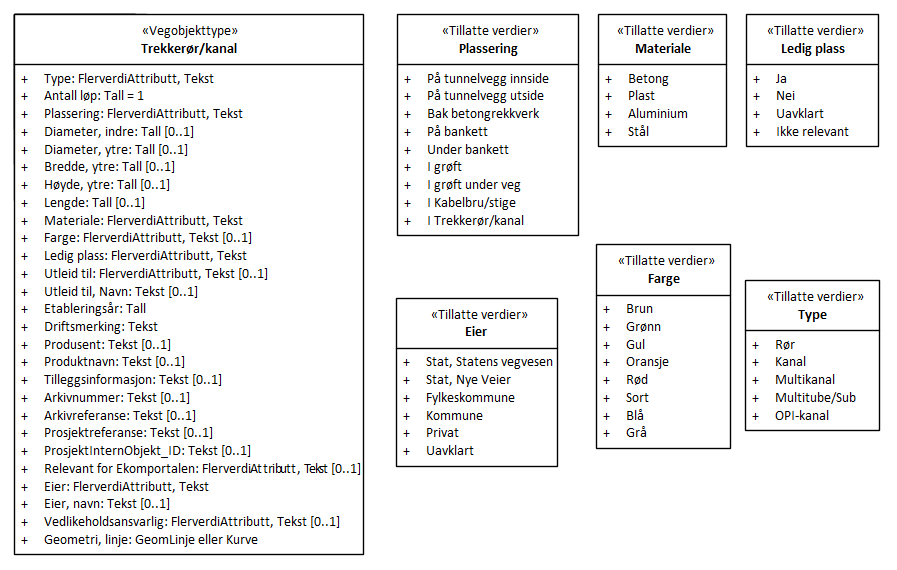 «Vegobjekttype»
Trekkerør/kanal
+ Type: FlerverdiAttributt, Tekst
+ Antall løp: Tall = 1
+ Plassering: FlerverdiAttributt, Tekst
+ Diameter, indre: Tall [0..1]
+ Diameter, ytre: Tall [0..1]
+ Bredde, ytre: Tall [0..1]
+ Høyde, ytre: Tall [0..1]
+ Lengde: Tall [0..1]
+ Materiale: FlerverdiAttributt, Tekst
+ Farge: FlerverdiAttributt, Tekst [0..1]
+ Ledig plass: FlerverdiAttributt, Tekst
+ Utleid til: FlerverdiAttributt, Tekst [0..1]
+ Utleid til, Navn: Tekst [0..1]
+ Etableringsår: Tall
+ Driftsmerking: Tekst
+ Produsent: Tekst [0..1]
+ Produktnavn: Tekst [0..1]
+ Tilleggsinformasjon: Tekst [0..1]
+ Arkivnummer: Tekst [0..1]
+ Arkivreferanse: Tekst [0..1]
+ Prosjektreferanse: Tekst [0..1]
+ ProsjektInternObjekt_ID: Tekst [0..1]
+ Relevant for Ekomportalen: FlerverdiAttributt, Tekst [0..1]
+ Eier: FlerverdiAttributt, Tekst
+ Eier, navn: Tekst [0..1]
+ Vedlikeholdsansvarlig: FlerverdiAttributt, Tekst [0..1]
+ Geometri, linje: GeomLinje eller Kurve
«Tillatte verdier»
Plassering
+ På tunnelvegg innside
+ På tunnelvegg utside
+ Bak betongrekkverk
+ På bankett
+ Under bankett
+ I grøft
+ I grøft under veg
+ I Kabelbru/stige
+ I Trekkerør/kanal
«Tillatte verdier»
Materiale
+ Betong
+ Plast
+ Aluminium
+ Stål
«Tillatte verdier»
Ledig plass
+ Ja
+ Nei
+ Uavklart
+ Ikke relevant
«Tillatte verdier»
Eier
+ Stat, Statens vegvesen
+ Stat, Nye Veier
+ Fylkeskommune
+ Kommune
+ Privat
+ Uavklart
«Tillatte verdier»
Farge
+ Brun
+ Grønn
+ Gul
+ Oransje
+ Rød
+ Sort
+ Blå
+ Grå
«Tillatte verdier»
Type
+ Rør
+ Kanal
+ Multikanal
+ Multitube/Sub
+ OPI-kanal